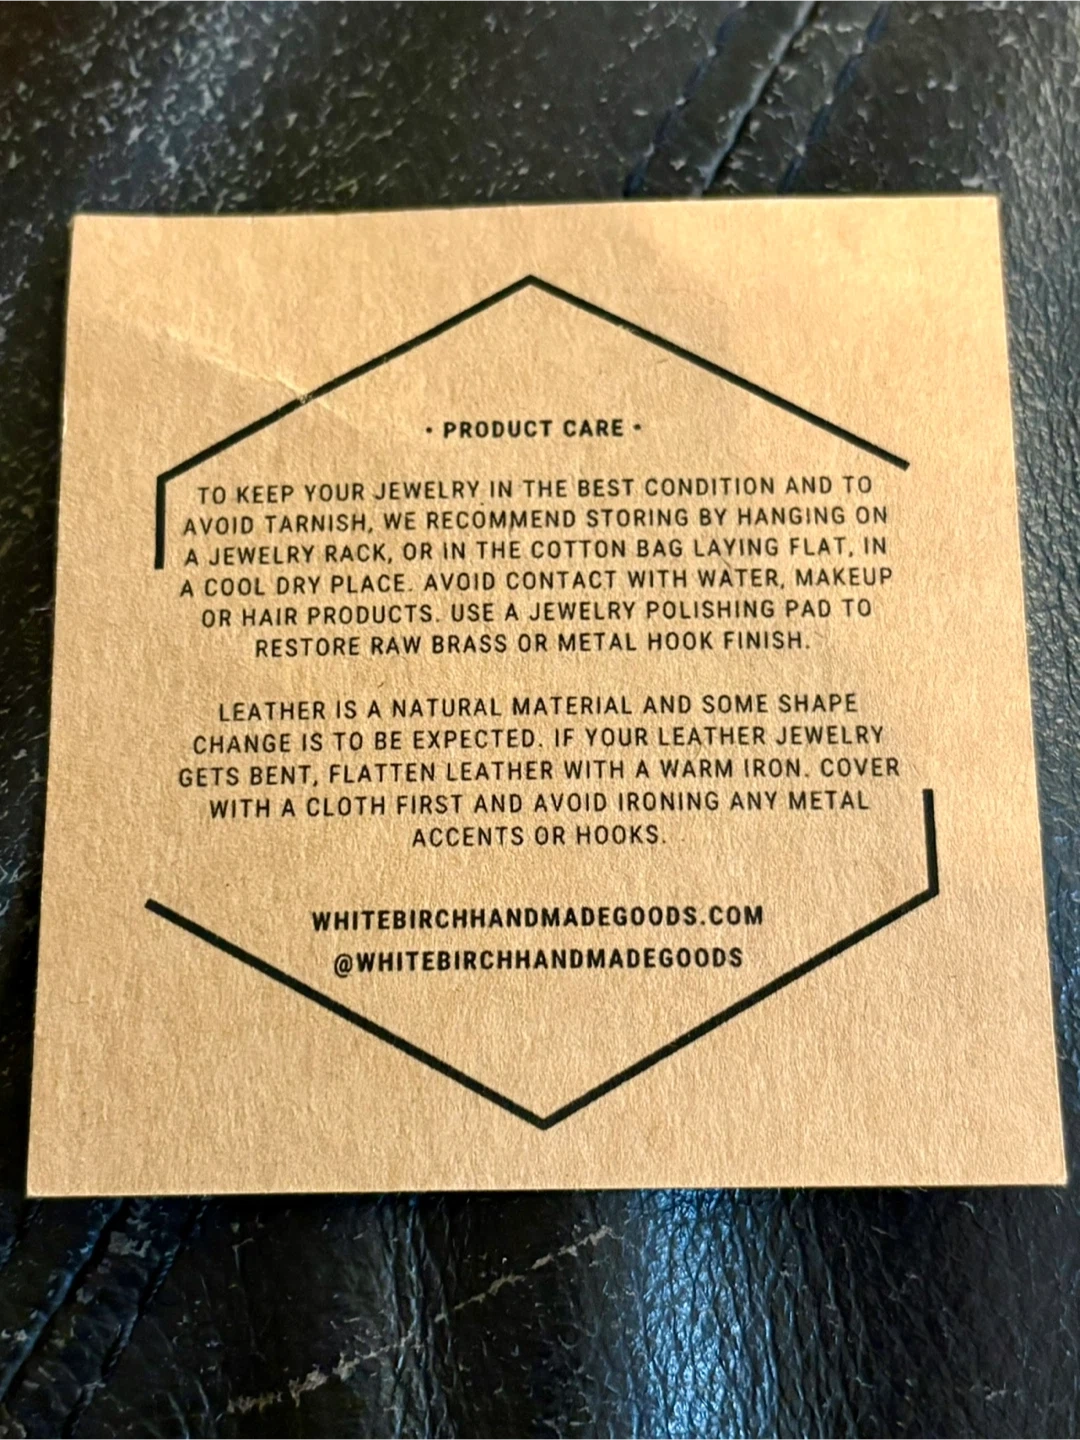 · PRODUCT CARE ·
TO KEEP YOUR JEWELRY IN THE BEST CONDITION AND TO
AVOID TARNISH, WE RECOMMEND STORING BY HANGING ON
A JEWELRY RACK, OR IN THE COTTON BAG LAYING FLAT, IN
A COOL DRY PLACE. AVOID CONTACT WITH WATER, MAKEUP
OR HAIR PRODUCTS. USE A JEWELRY POLISHING PAD TO
RESTORE RAW BRASS OR METAL HOOK FINISH.
LEATHER IS A NATURAL MATERIAL AND SOME SHAPE
CHANGE IS TO BE EXPECTED. IF YOUR LEATHER JEWELRY
GETS BENT, FLATTEN LEATHER WITH A WARM IRON. COVER
WITH A CLOTH FIRST AND AVOID IRONING ANY METAL
ACCENTS OR HOOKS.
WHITEBIRCHHANDMADEGOODS.COM
@WHITEBIRCHHANDMADEGOODS